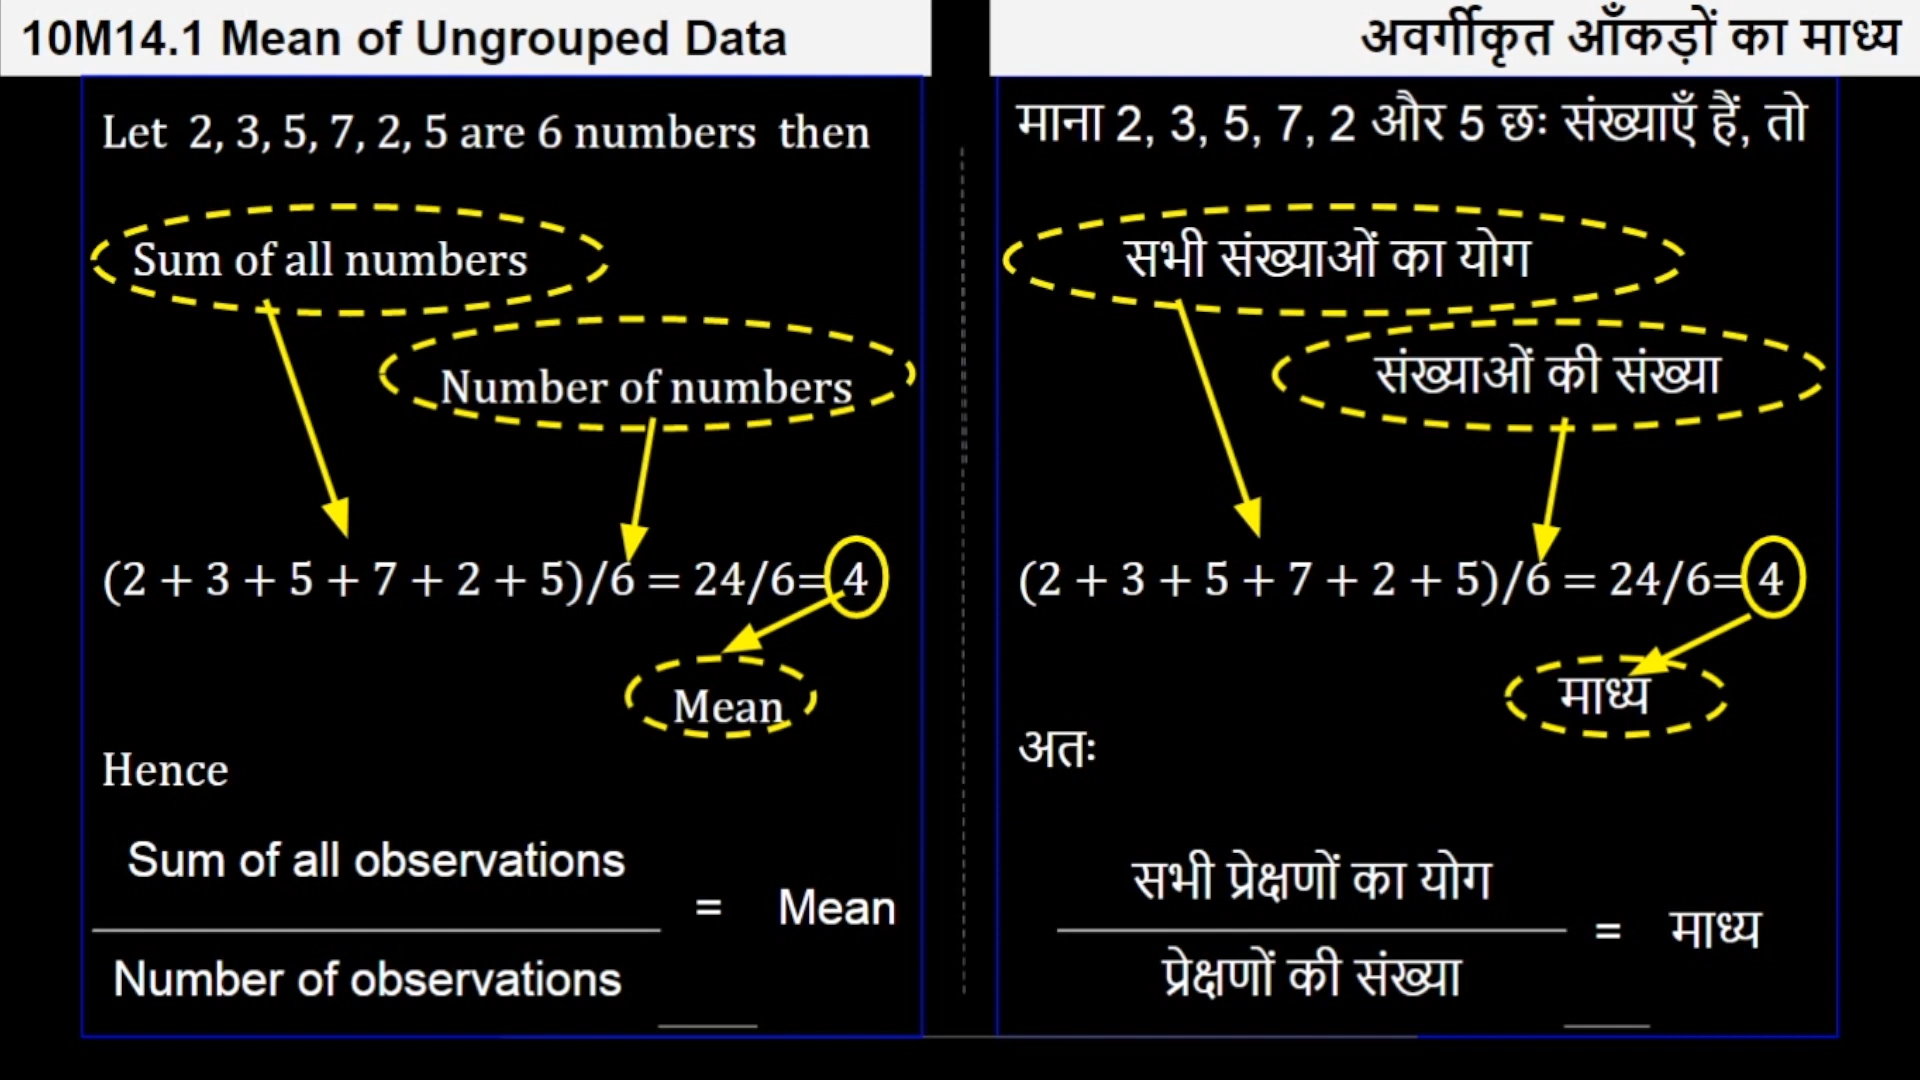 10M14.1 Mean of Ungrouped Data
Let 2, 3, 5, 7, 2, 5 are 6 numbers then
Sum of all numbers
Number of numbers
(2 + 3 + 5 + 7 + 2 + 5)/6 = 24/6= 4
Mean
Hence
Sum of all observations
= Mean
Number of observations
अवर्गीकृत आँकड़ों का माध्य
माना 2, 3, 5, 7, 2 और 5 छः संख्याएँ हैं, तो
सभी संख्याओं का योग
संख्याओं की संख्या
(2 + 3 + 5 + 7 + 2 + 5)/6 = 24/6= 4
माध्य
अतः
सभी प्रेक्षणों का योग
= माध्य
प्रेक्षणों की संख्या